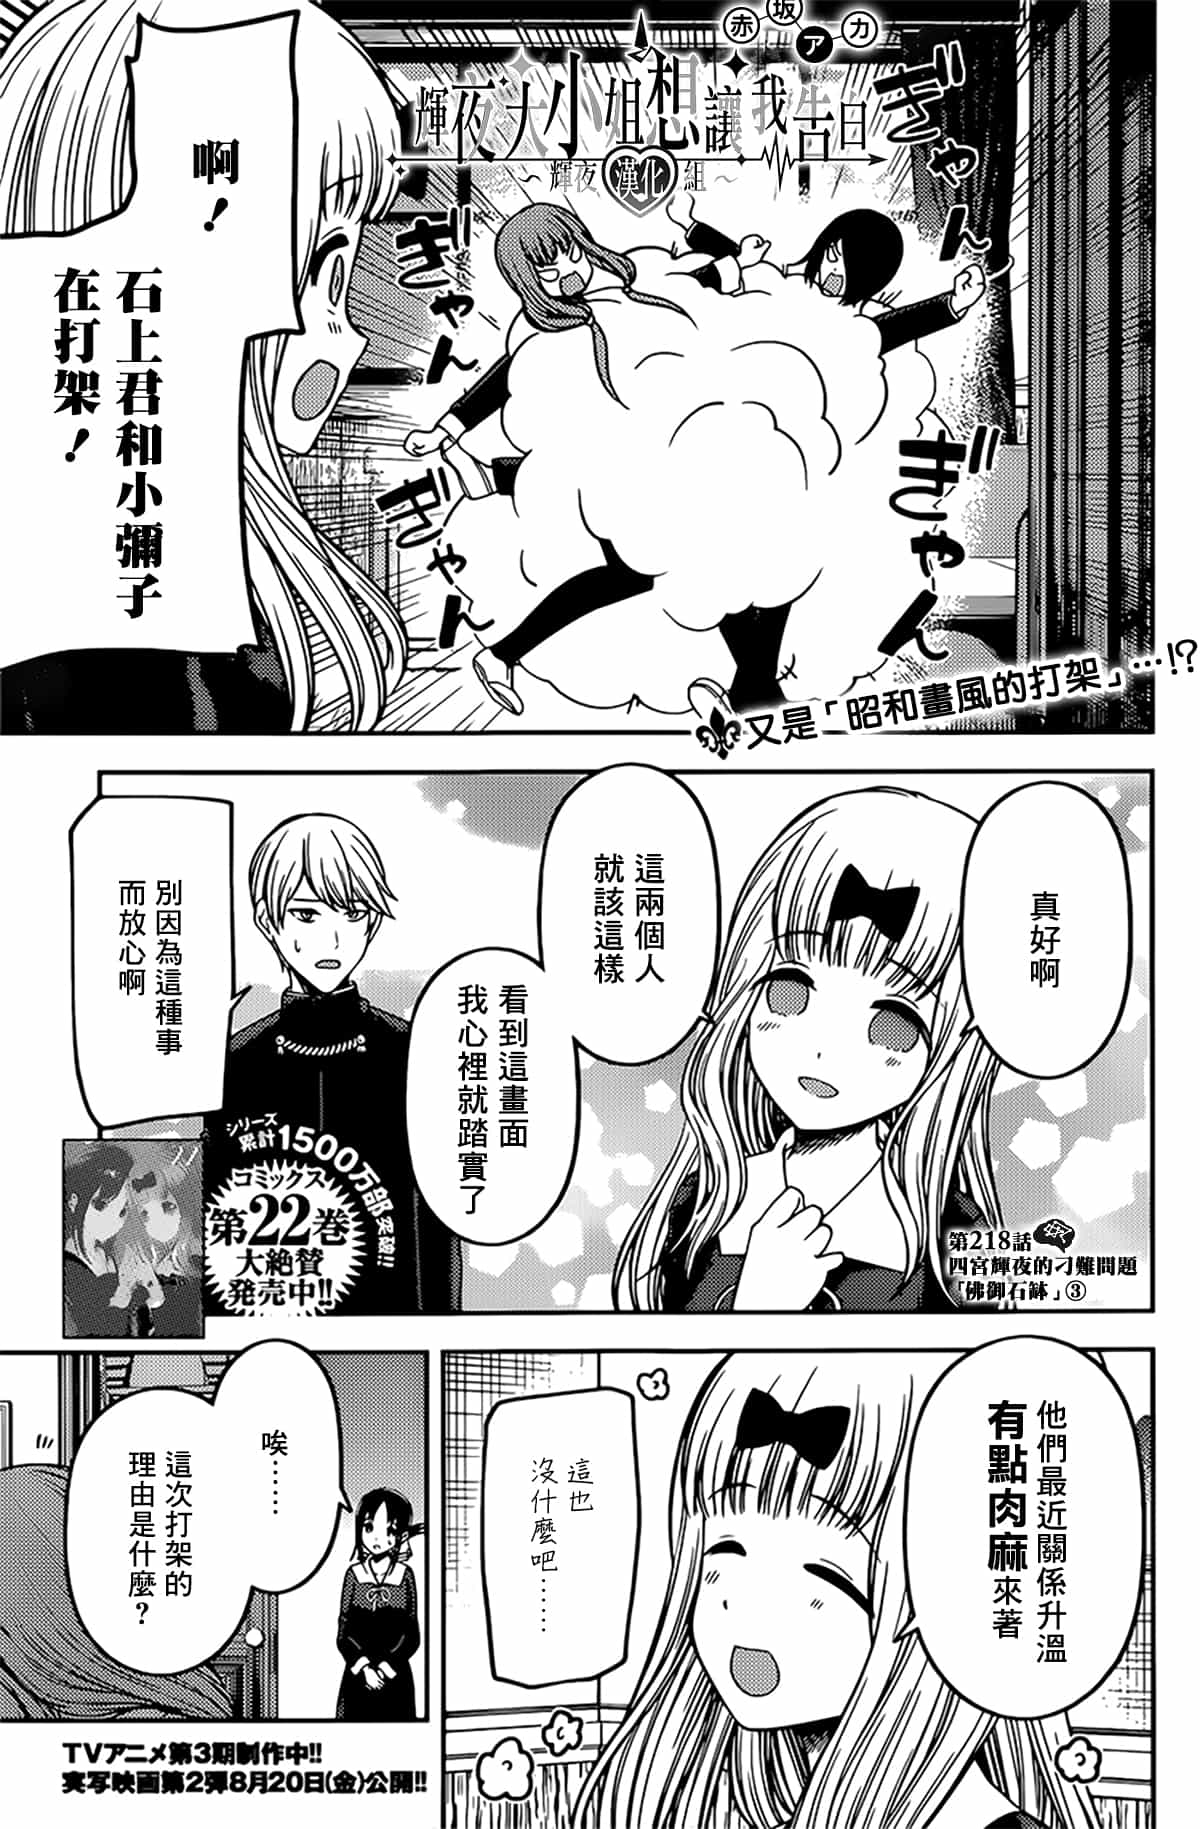 赤坂アカ
輝夜大小姐想讓我告白
~輝夜漢化組~
ぎゃん
ぎゃん
ぎゃん
ぎゃん
啊!
石上君和小彌子
在打架!
又是「昭和畫風的打架」…!?
真好啊
這兩個人
就該這樣
看到這畫面
我心裡就踏實了
別因為這種事
而放心啊
シリーズ
累計1500万部突破!!
コミックス
第22巻
大絶賛
発売中!!
第218話
四宮輝夜的刁難問題
「佛御石缽」③
他們最近關係升溫
有點肉麻來著
這也
沒什麼吧……
唉……
這次打架的
理由是什麼?
TVアニメ第3期制作中!!
実写映画第2弾8月20日(金)公開!!